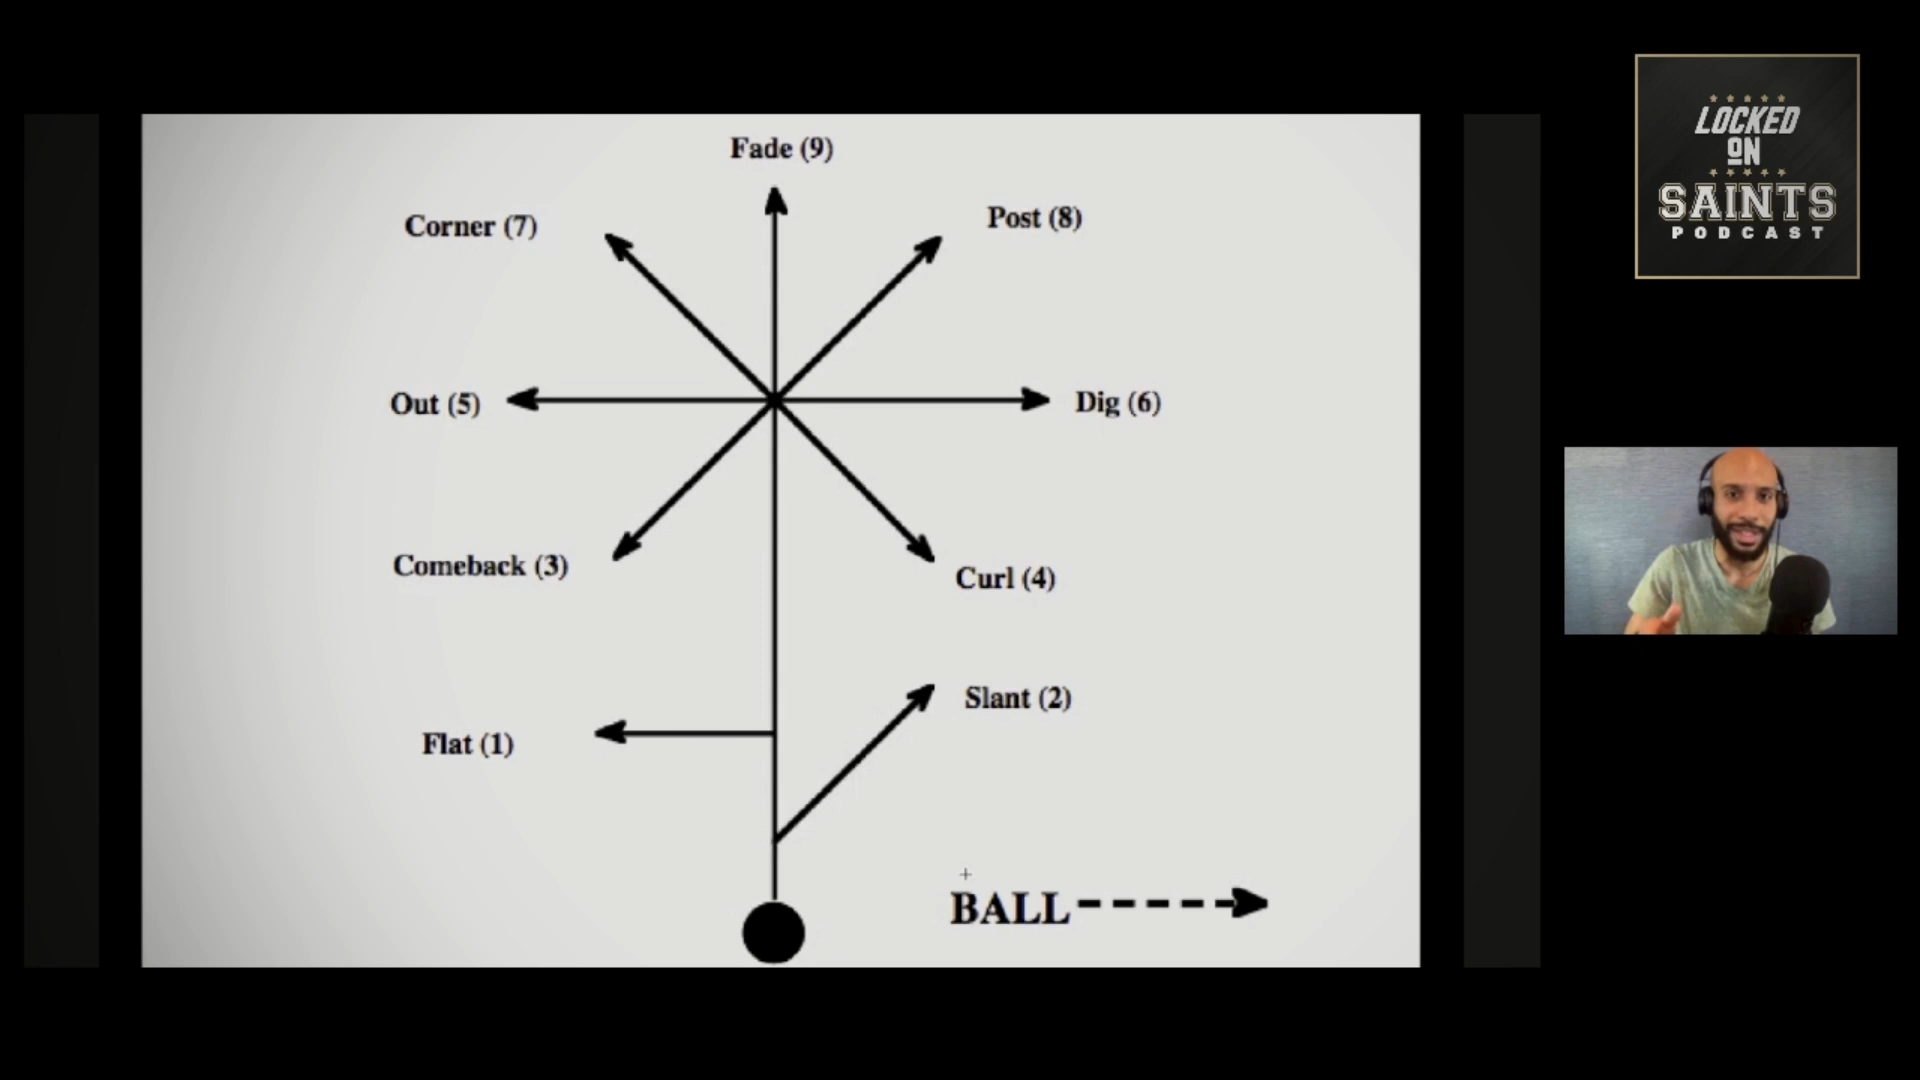 Fade (9)
Corner (7)
Post (8)
Out (5)
Dig (6)
Comeback (3)
Curl (4)
Slant (2)
Flat (1)
BALL
LOCKED
ON
SAINTS
PODCAST